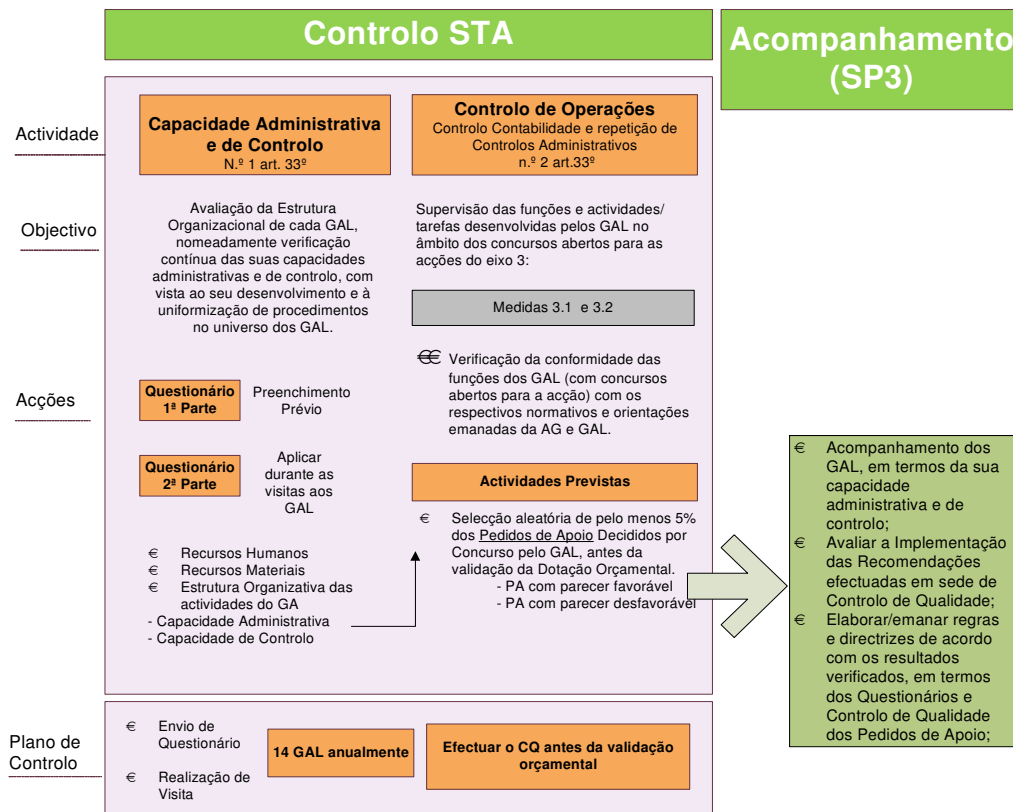 Controlo STA
Acompanhamento
(SP3)
Actividade
Capacidade Administrativa
e de Controlo
N.º 1 art. 33º
Controlo de Operações
Controlo Contabilidade e repetição de
Controlos Administrativos
n.º 2 art.33º
Objectivo
Avaliação da Estrutura
Organizacional de cada GAL,
nomeadamente verificação
contínua das suas capacidades
administrativas e de controlo, com
vista ao seu desenvolvimento e à
uniformização de procedimentos
no universo dos GAL.
Supervisão das funções e actividades/
tarefas desenvolvidas pelos GAL no
âmbito dos concursos abertos para as
acções do eixo 3:
Medidas 3.1 e 3.2
€€ Verificação da conformidade das
funções dos GAL (com concursos
abertos para a acção) com os
respectivos normativos e orientações
emanadas da AG e GAL.
Acções
Questionário
1ª Parte
Preenchimento
Prévio
Questionário
2ª Parte
Aplicar
durante as
visitas aos
GAL
€ Recursos Humanos
€ Recursos Materiais
€ Estrutura Organizativa das
actividades do GA
- Capacidade Administrativa
- Capacidade de Controlo
Actividades Previstas
€ Selecção aleatória de pelo menos 5%
dos Pedidos de Apoio Decididos por
Concurso pelo GAL, antes da
validação da Dotação Orçamental.
- PA com parecer favorável
- PA com parecer desfavorável
€ Acompanhamento dos
GAL, em termos da sua
capacidade
administrativa e de
controlo;
€ Avaliar a Implementação
das Recomendações
efectuadas em sede de
Controlo de Qualidade;
€ Elaborar/emanar regras
e directrizes de acordo
com os resultados
verificados, em termos
dos Questionários e
Controlo de Qualidade
dos Pedidos de Apoio;
Plano de
Controlo
€ Envio de
Questionário
€ Realização de
Visita
14 GAL anualmente
Efectuar o CQ antes da validação
orçamental